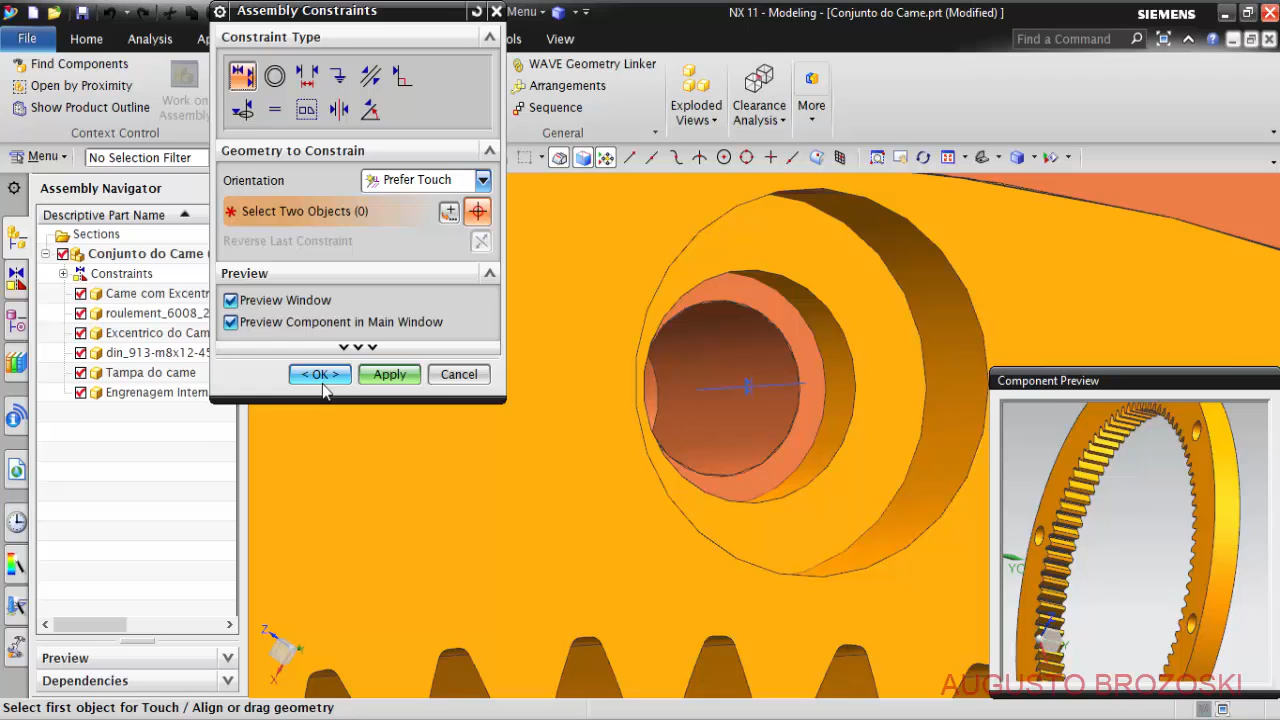 Assembly Constraints
Menu
NX 11 - Modeling - [Conjunto do Came.prt (Modified) ]
SIEMENS
File
Home
Analysis
View
Find a Command
Find Components
Open by Proximity
Show Product Outline
Work on
Assembly
Context Control
Constraint Type
WAVE Geometry Linker
Arrangements
Sequence
General
Exploded
Views
Clearance
Analysis
More
Menu
No Selection Filter
Geometry to Constrain
Orientation
Prefer Touch
* Select Two Objects (0)
Reverse Last Constraint
Preview
Preview Window
Preview Component in Main Window
< OK >
Apply
Cancel
Assembly Navigator
Descriptive Part Name
Sections
Conjunto do Came (
Constraints
Came com Excentr
roulement_6008_2
Excentrico do Cam
din_913-m8x12-45
Tampa do came
Engrenagem Intern
Preview
Dependencies
Component Preview
YC
Z
X
AUGUSTO BROZOSKI
Select first object for Touch / Align or drag geometry